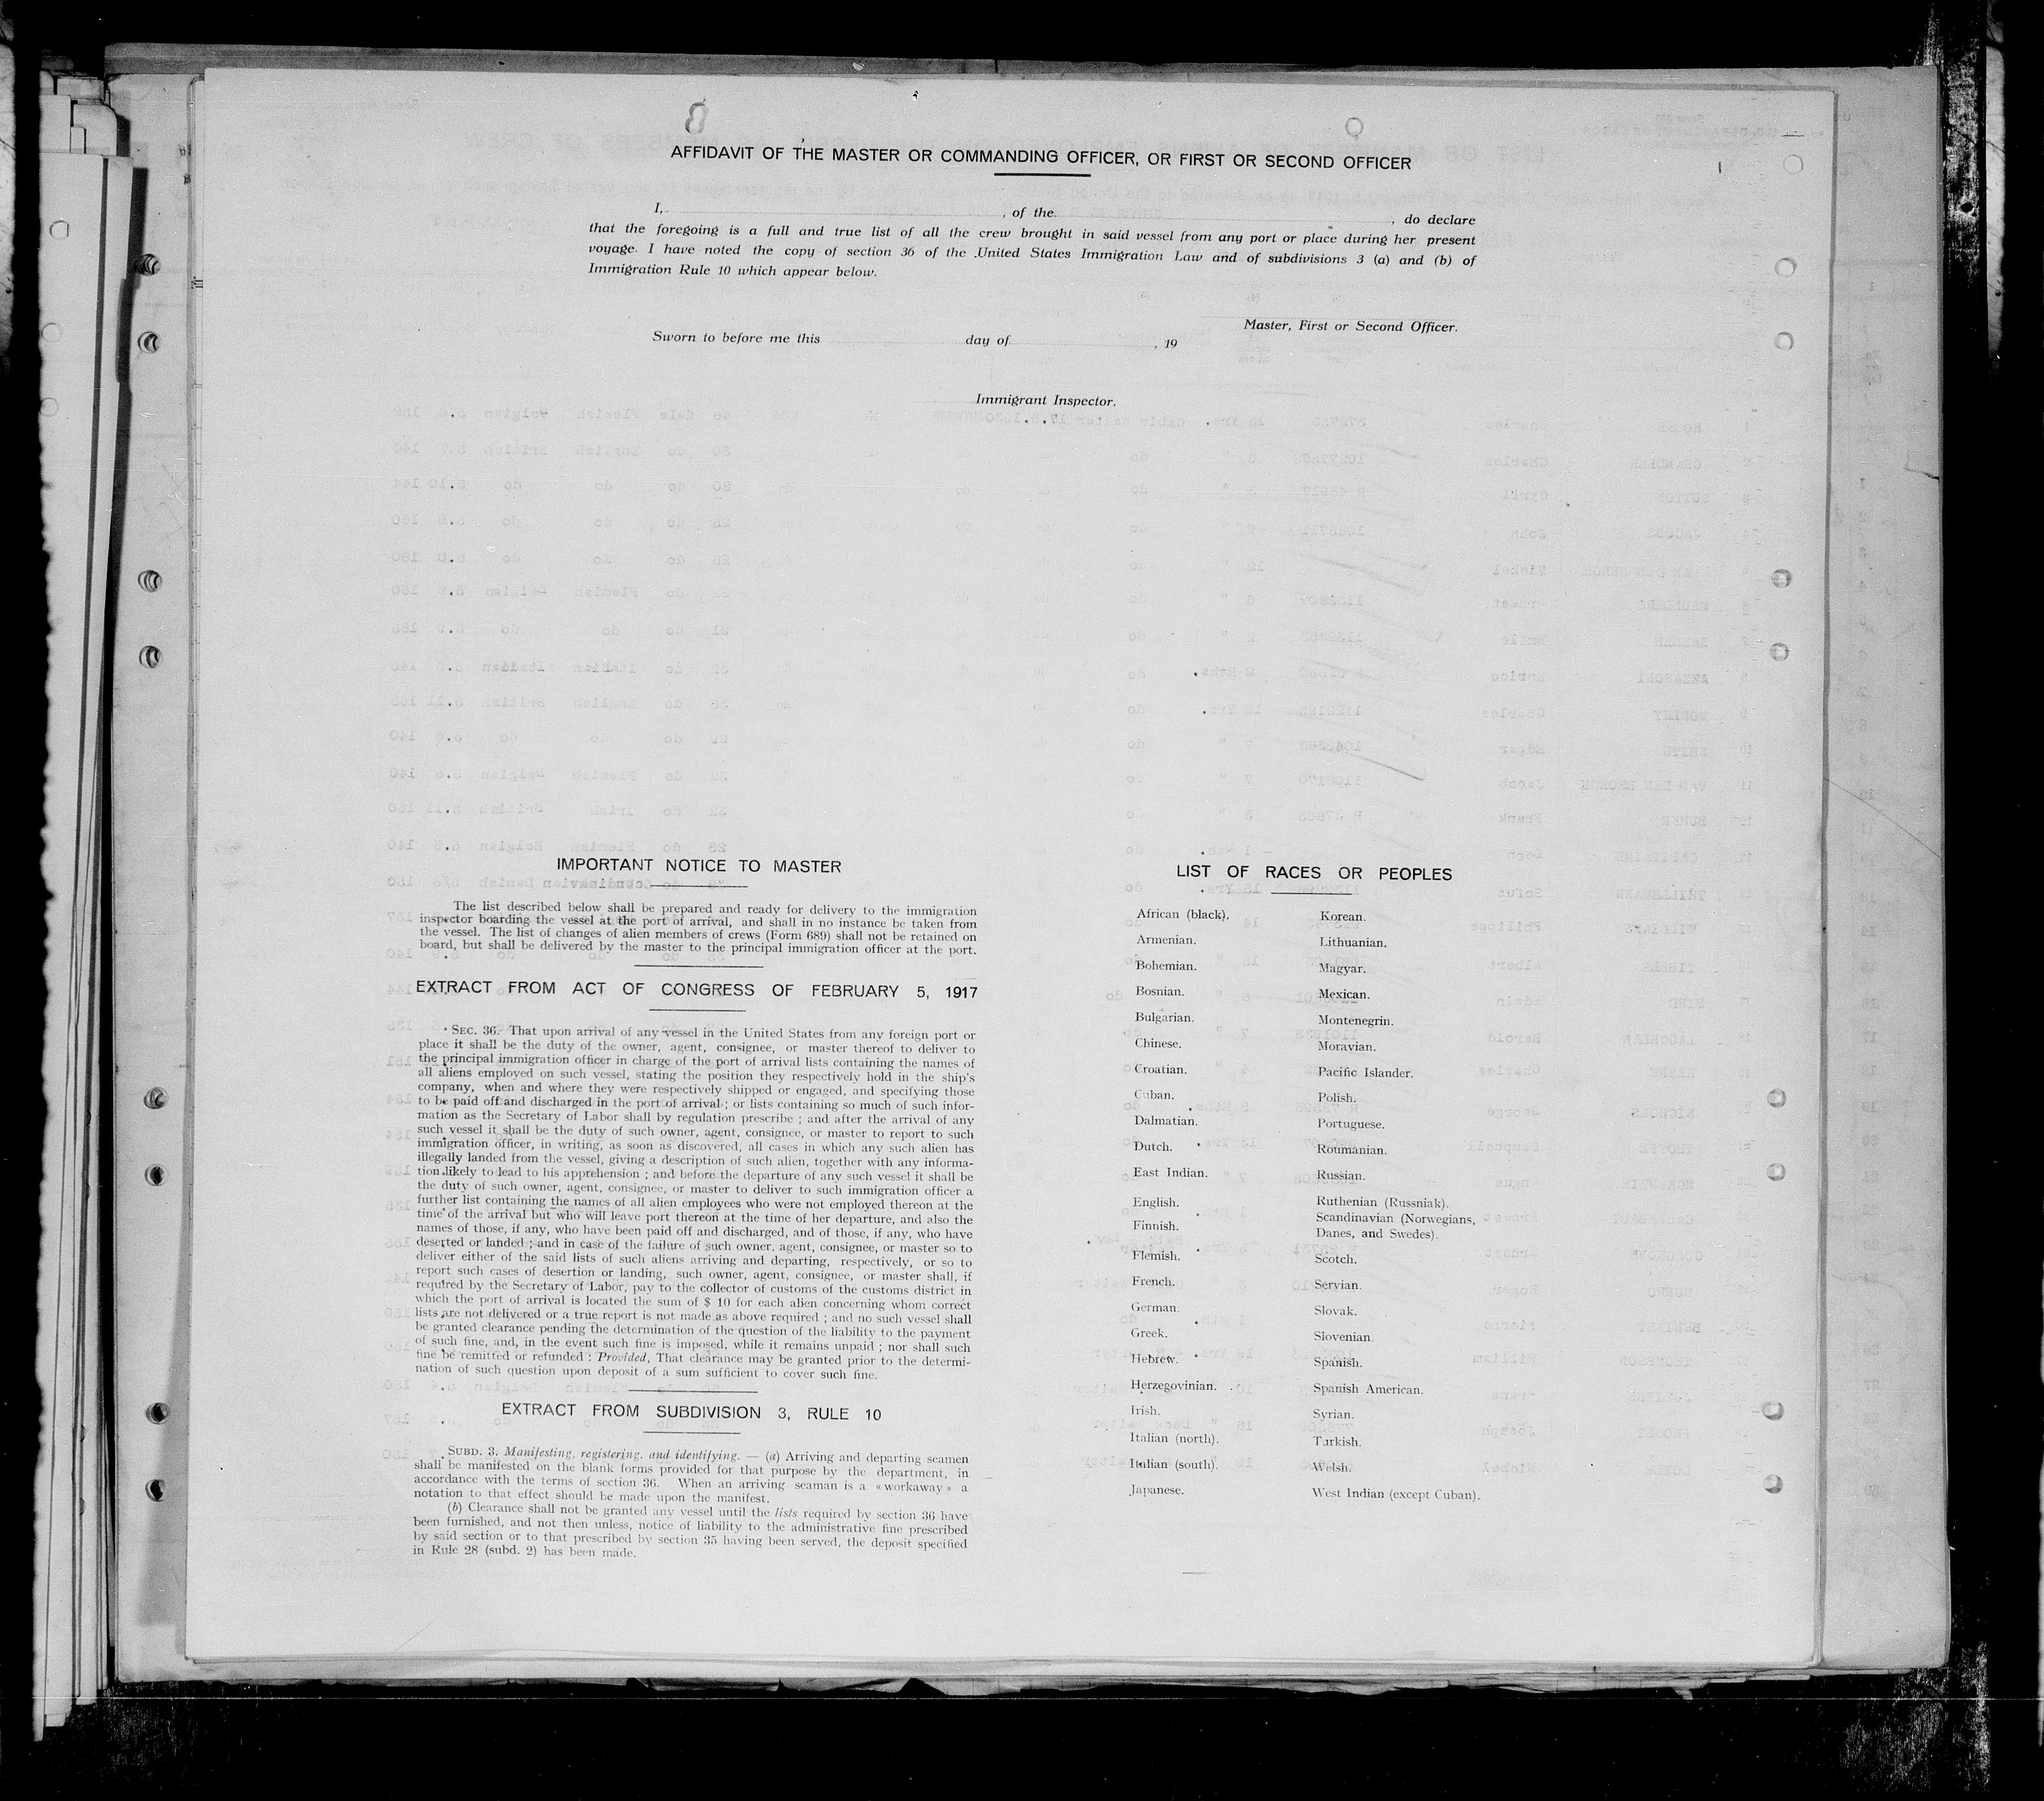 8
AFFIDAVIT OF THE MASTER OR COMMANDING OFFICER, OR FIRST OR SECOND OFFICER
I, , of the , do declare
that the foregoing is a full and true list of all the crew brought in said vessel from any port or place during her present
voyage. I have noted the copy of section 36 of the United States Immigration Law and of subdivisions 3 (a) and (b) of
Immigration Rule 10 which appear below.
Master, First or Second Officer.
Sworn to before me this day of , 19
Immigrant Inspector.
IMPORTANT NOTICE TO MASTER
The list described below shall be prepared and ready for delivery to the immigration
inspector boarding the vessel at the port of arrival, and shall in no instance be taken from
the vessel. The list of changes of alien members of crews (Form 689) shall not be retained on
board, but shall be delivered by the master to the principal immigration officer at the port.
EXTRACT FROM ACT OF CONGRESS OF FEBRUARY 5, 1917
SEC. 36. That upon arrival of any vessel in the United States from any foreign port or
place it shall be the duty of the owner, agent, consignee, or master thereof to deliver to
the principal immigration officer in charge of the port of arrival lists containing the names of
all aliens employed on such vessel, stating the position they respectively hold in the ship's
company, when and where they were respectively shipped or engaged, and specifying those
to be paid off and discharged in the port of arrival ; or lists containing so much of such infor-
mation as the Secretary of Labor shall by regulation prescribe ; and after the arrival of any
such vessel it shall be the duty of such owner, agent, consignee, or master to report to such
immigration officer, in writing, as soon as discovered, all cases in which any such alien has
illegally landed from the vessel, giving a description of such alien, together with any informa-
tion likely to lead to his apprehension ; and before the departure of any such vessel it shall be
the duty of such owner, agent, consignee, or master to deliver to such immigration officer a
further list containing the names of all alien employees who were not employed thereon at the
time of the arrival but who will leave port thereon at the time of her departure, and also the
names of those, if any, who have been paid off and discharged, and of those, if any, who have
deserted or landed ; and in case of the failure of such owner, agent, consignee, or master so to
deliver either of the said lists of such aliens arriving and departing, respectively, or so to
report such cases of desertion or landing, such owner, agent, consignee, or master shall, if
required by the Secretary of Labor, pay to the collector of customs of the customs district in
which the port of arrival is located the sum of $ 10 for each alien concerning whom correct
lists are not delivered or a true report is not made as above required ; and no such vessel shall
be granted clearance pending the determination of the question of the liability to the payment
of such fine, and, in the event such fine is imposed, while it remains unpaid ; nor shall such
fine be remitted or refunded : Provided, That clearance may be granted prior to the determi-
nation of such question upon deposit of a sum sufficient to cover such fine.
EXTRACT FROM SUBDIVISION 3, RULE 10
SUBD. 3. Manifesting, registering, and identifying. — (a) Arriving and departing seamen
shall be manifested on the blank forms provided for that purpose by the department, in
accordance with the terms of section 36. When an arriving seaman is a « workaway » a
notation to that effect should be made upon the manifest.
(b) Clearance shall not be granted any vessel until the lists required by section 36 have
been furnished, and not then unless, notice of liability to the administrative fine prescribed
by said section or to that prescribed by section 35 having been served, the deposit specified
in Rule 28 (subd. 2) has been made.
LIST OF RACES OR PEOPLES
African (black).
Armenian.
Bohemian.
Bosnian.
Bulgarian.
Chinese.
Croatian.
Cuban.
Dalmatian.
Dutch.
East Indian.
English.
Finnish.
Flemish.
French.
German.
Greek.
Hebrew.
Herzegovinian.
Irish.
Italian (north).
Italian (south).
Japanese.
Korean.
Lithuanian.
Magyar.
Mexican.
Montenegrin.
Moravian.
Pacific Islander.
Polish.
Portuguese.
Roumanian.
Russian.
Ruthenian (Russniak).
Scandinavian (Norwegians,
Danes, and Swedes).
Scotch.
Servian.
Slovak.
Slovenian.
Spanish.
Spanish American.
Syrian.
Turkish.
Welsh.
West Indian (except Cuban).